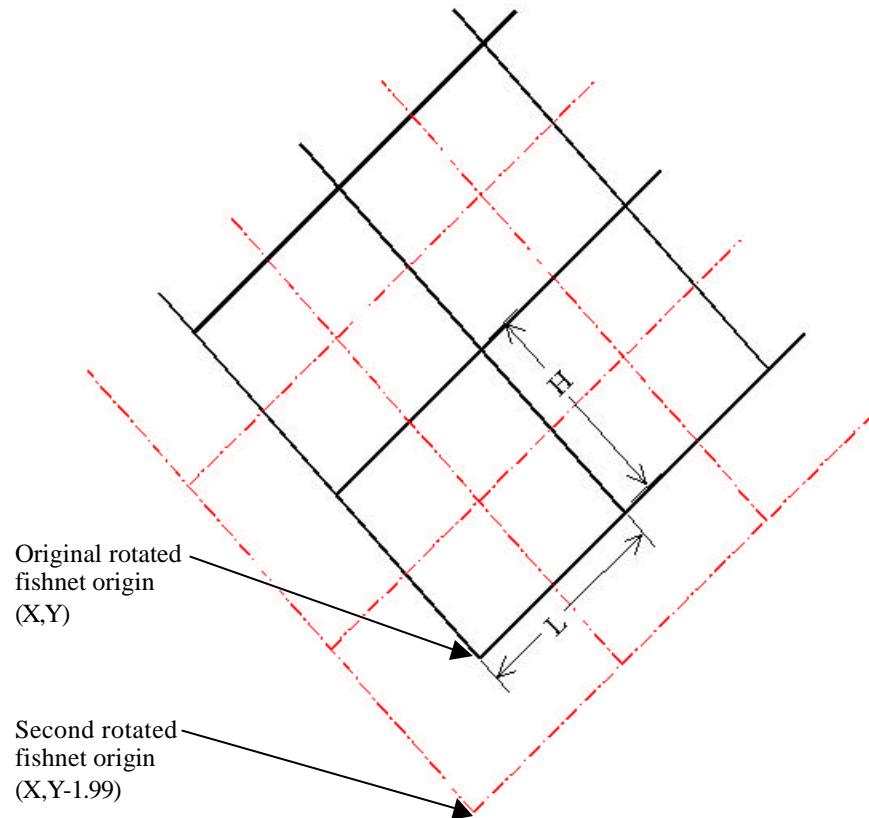 H
L
Original rotated
fishnet origin
(X,Y)
Second rotated
fishnet origin
(X,Y-1.99)